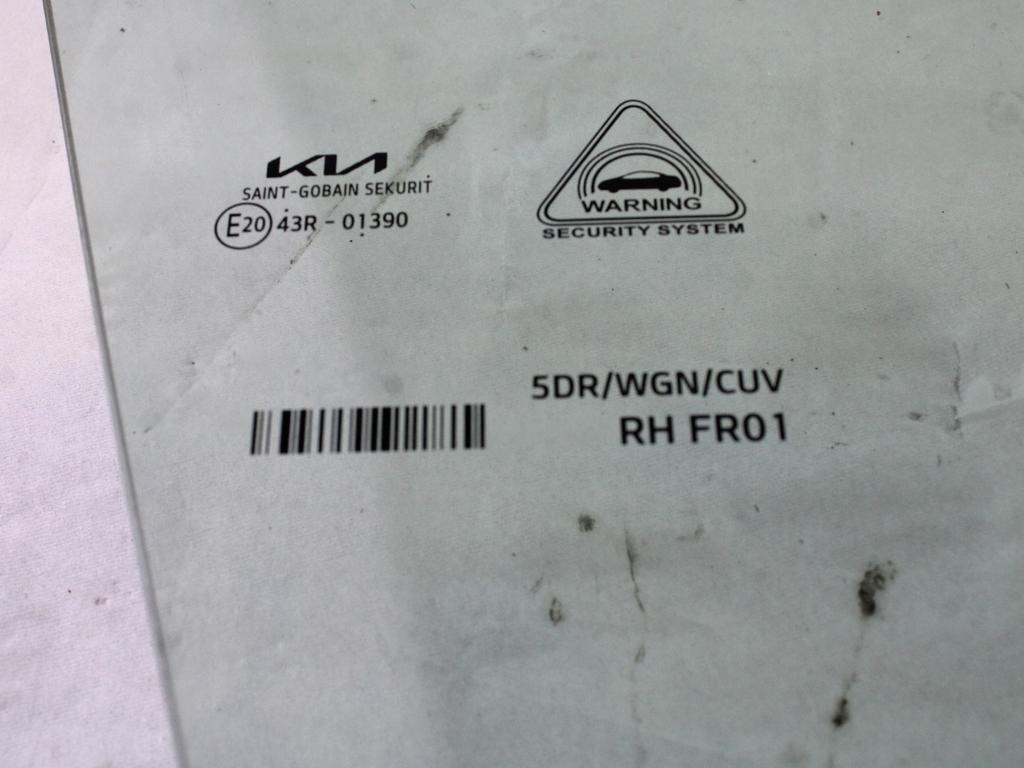 KIA
SAINT-GOBAIN SEKURIT
E20 43R - 01390
WARNING
SECURITY SYSTEM
5DR/WGN/CUV
RH FR01